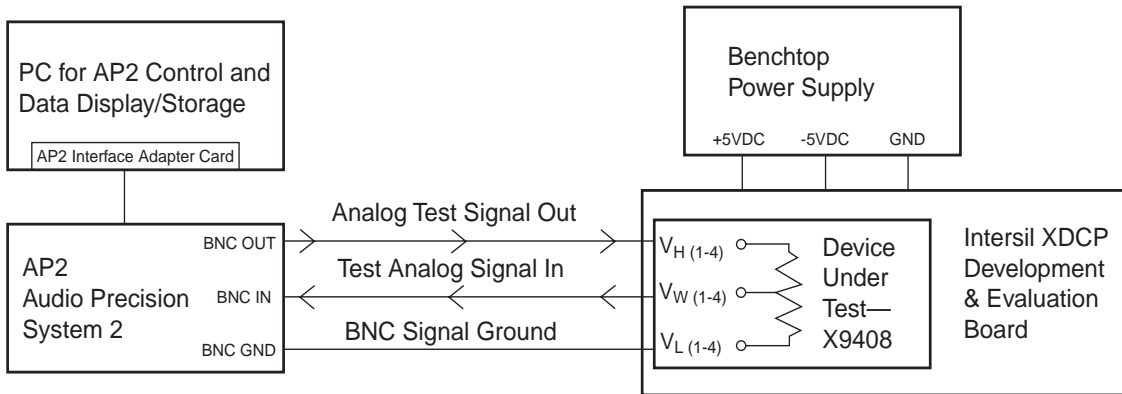 PC for AP2 Control and
Data Display/Storage
AP2 Interface Adapter Card
Benchtop
Power Supply
+5VDC
-5VDC
GND
Analog Test Signal Out
Test Analog Signal In
BNC Signal Ground
AP2
Audio Precision
System 2
BNC OUT
BNC IN
BNC GND
VH (1-4)
VW (1-4)
VL (1-4)
Device
Under
Test—
X9408
Intersil XDCP
Development
& Evaluation
Board